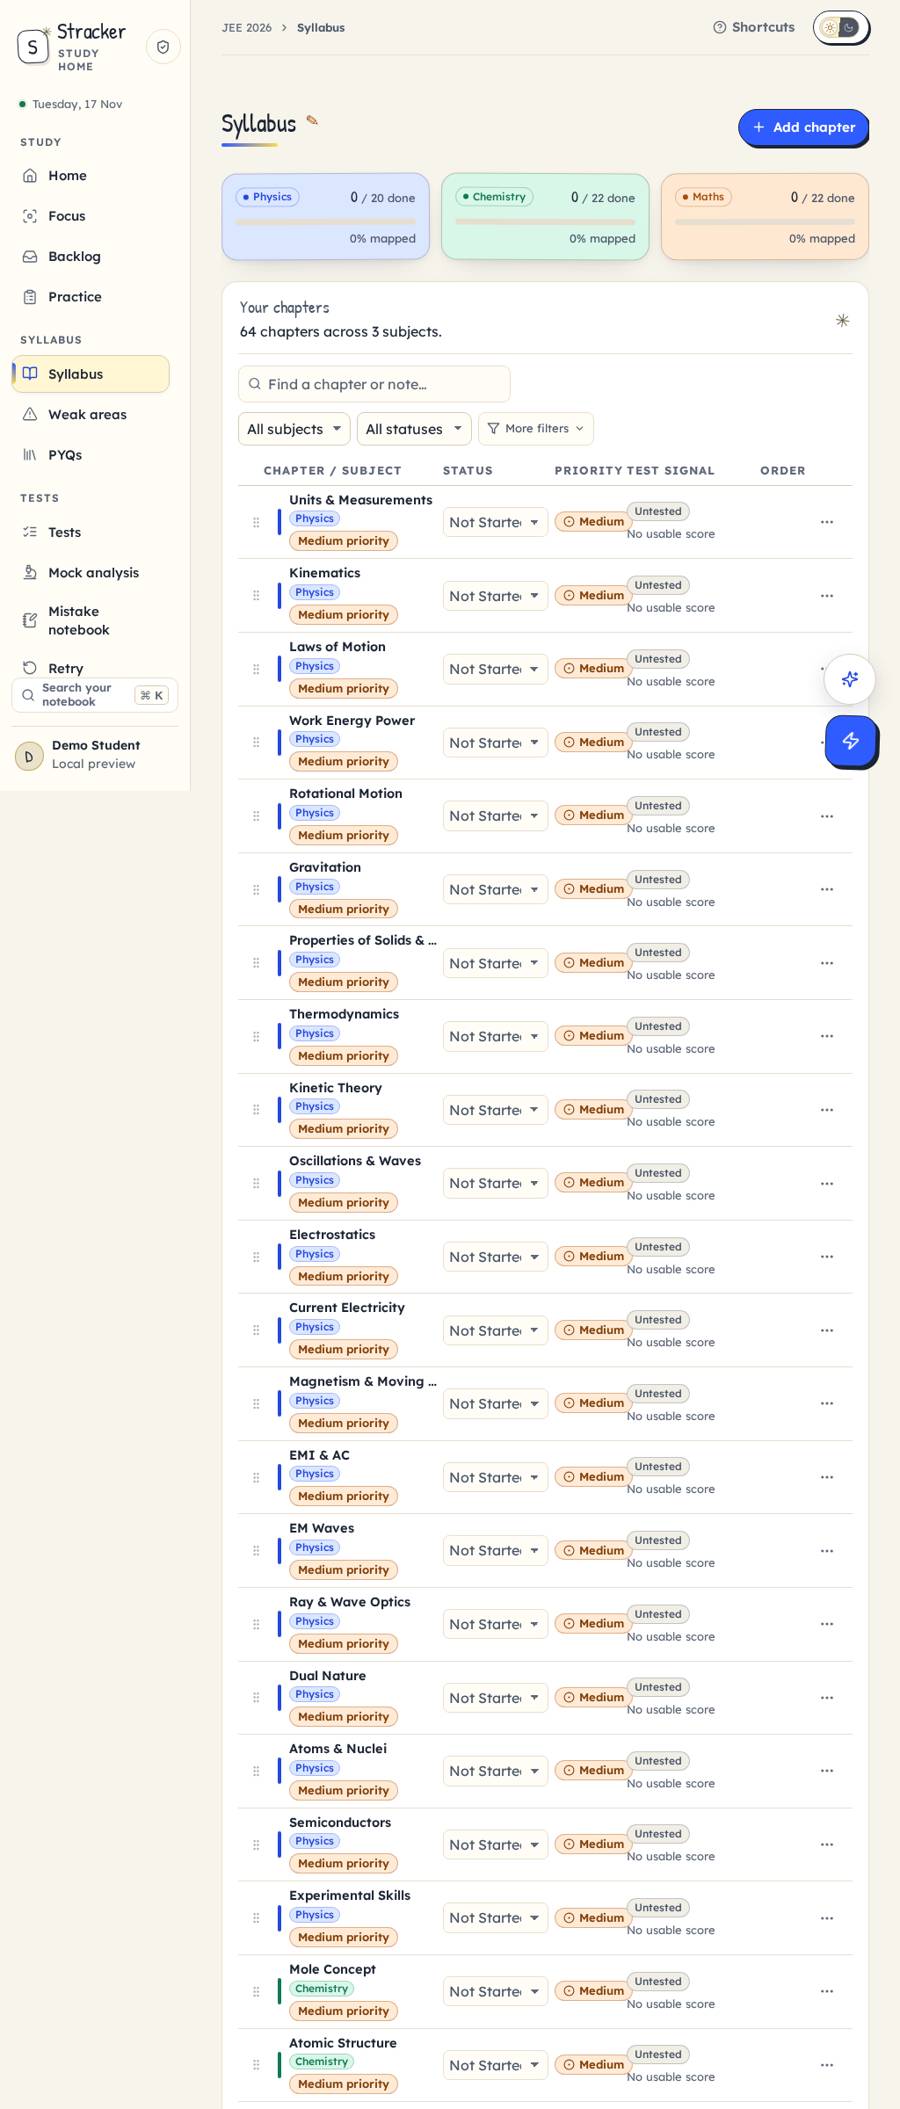 S
Stracker
STUDY
HOME
Tuesday, 17 Nov
STUDY
Home
Focus
Backlog
Practice
SYLLABUS
Syllabus
Weak areas
PYQs
TESTS
Tests
Mock analysis
Mistake
notebook
Retry
Search your
notebook
⌘ K
D
Demo Student
Local preview
JEE 2026 > Syllabus
Shortcuts
Syllabus
+ Add chapter
Physics 0 / 20 done
0% mapped
Chemistry 0 / 22 done
0% mapped
Maths 0 / 22 done
0% mapped
Your chapters
64 chapters across 3 subjects.
Find a chapter or note...
All subjects
All statuses
More filters
CHAPTER / SUBJECT STATUS PRIORITY TEST SIGNAL ORDER
Units & Measurements
Physics
Medium priority
Not Starte
Medium
Untested
No usable score
Kinematics
Physics
Medium priority
Not Starte
Medium
Untested
No usable score
Laws of Motion
Physics
Medium priority
Not Starte
Medium
Untested
No usable score
Work Energy Power
Physics
Medium priority
Not Starte
Medium
Untested
No usable score
Rotational Motion
Physics
Medium priority
Not Starte
Medium
Untested
No usable score
Gravitation
Physics
Medium priority
Not Starte
Medium
Untested
No usable score
Properties of Solids & ...
Physics
Medium priority
Not Starte
Medium
Untested
No usable score
Thermodynamics
Physics
Medium priority
Not Starte
Medium
Untested
No usable score
Kinetic Theory
Physics
Medium priority
Not Starte
Medium
Untested
No usable score
Oscillations & Waves
Physics
Medium priority
Not Starte
Medium
Untested
No usable score
Electrostatics
Physics
Medium priority
Not Starte
Medium
Untested
No usable score
Current Electricity
Physics
Medium priority
Not Starte
Medium
Untested
No usable score
Magnetism & Moving ...
Physics
Medium priority
Not Starte
Medium
Untested
No usable score
EMI & AC
Physics
Medium priority
Not Starte
Medium
Untested
No usable score
EM Waves
Physics
Medium priority
Not Starte
Medium
Untested
No usable score
Ray & Wave Optics
Physics
Medium priority
Not Starte
Medium
Untested
No usable score
Dual Nature
Physics
Medium priority
Not Starte
Medium
Untested
No usable score
Atoms & Nuclei
Physics
Medium priority
Not Starte
Medium
Untested
No usable score
Semiconductors
Physics
Medium priority
Not Starte
Medium
Untested
No usable score
Experimental Skills
Physics
Medium priority
Not Starte
Medium
Untested
No usable score
Mole Concept
Chemistry
Medium priority
Not Starte
Medium
Untested
No usable score
Atomic Structure
Chemistry
Medium priority
Not Starte
Medium
Untested
No usable score